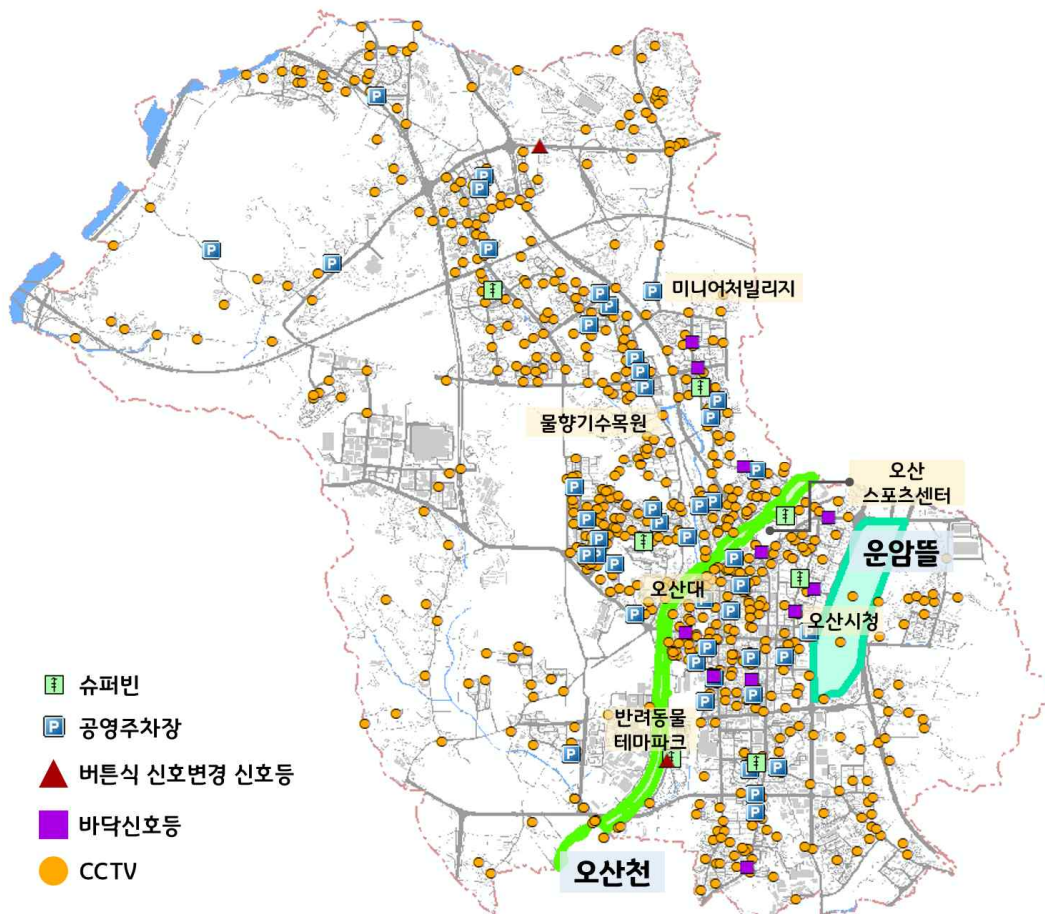 미니어처빌리지
물향기수목원
오산
스포츠센터
운암뜰
오산대
오산시청
반려동물
테마파크
오산천
슈퍼빈
공영주차장
버튼식 신호변경 신호등
바닥신호등
CCTV